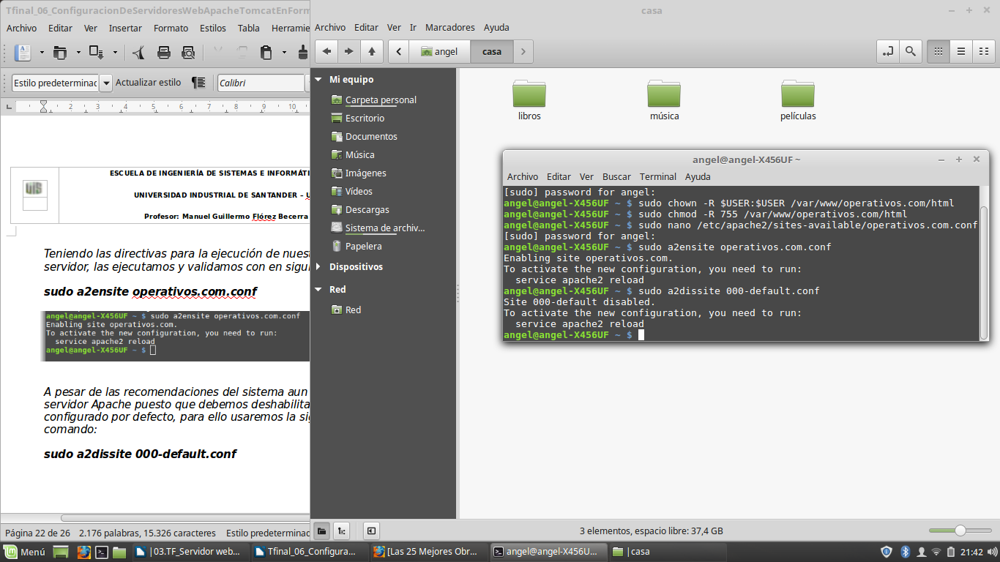 Tfinal_06_ConfiguracionDeServidoresWebApacheTomcatEnForm
Archivo Editar Ver Insertar Formato Estilos Tabla Herramie
Estilo predeterminac Actualizar estilo Calibri
1 2 3 4 5 6 7 8 9 10
ESCUELA DE INGENIERÍA DE SISTEMAS E INFORMÁTI
UNIVERSIDAD INDUSTRIAL DE SANTANDER – U
Profesor: Manuel Guillermo Flórez Becerra
UIS
Teniendo las directivas para la ejecución de nuest
servidor, las ejecutamos y validamos con en sigui
sudo a2ensite operativos.com.conf
angel@angel-X456UF ~ $ sudo a2ensite operativos.com.conf
Enabling site operativos.com.
To activate the new configuration, you need to run:
service apache2 reload
angel@angel-X456UF ~ $
A pesar de las recomendaciones del sistema aun
servidor Apache puesto que debemos deshabilita
configurado por defecto, para ello usaremos la sig
comando:
sudo a2dissite 000-default.conf
Página 22 de 26 2.176 palabras, 15.326 caracteres Estilo predeterminac
casa
Archivo Editar Ver Ir Marcadores Ayuda
angel casa
Mi equipo
Carpeta personal
Escritorio
Documentos
Música
Imágenes
Vídeos
Descargas
Sistema de archiv...
Papelera
Dispositivos
Red
Red
libros música películas
angel@angel-X456UF ~
Archivo Editar Ver Buscar Terminal Ayuda
[sudo] password for angel:
angel@angel-X456UF ~ $ sudo chown -R $USER:$USER /var/www/operativos.com/html
angel@angel-X456UF ~ $ sudo chmod -R 755 /var/www/operativos.com/html
angel@angel-X456UF ~ $ sudo nano /etc/apache2/sites-available/operativos.com.conf
[sudo] password for angel:
angel@angel-X456UF ~ $ sudo a2ensite operativos.com.conf
Enabling site operativos.com.
To activate the new configuration, you need to run:
service apache2 reload
angel@angel-X456UF ~ $ sudo a2dissite 000-default.conf
Site 000-default disabled.
To activate the new configuration, you need to run:
service apache2 reload
angel@angel-X456UF ~ $
3 elementos, espacio libre: 37,4 GB
Menú |03.TF_Servidor web... Tfinal_06_Configura... [Las 25 Mejores Obr... angel@angel-X456U... |casa 21:42